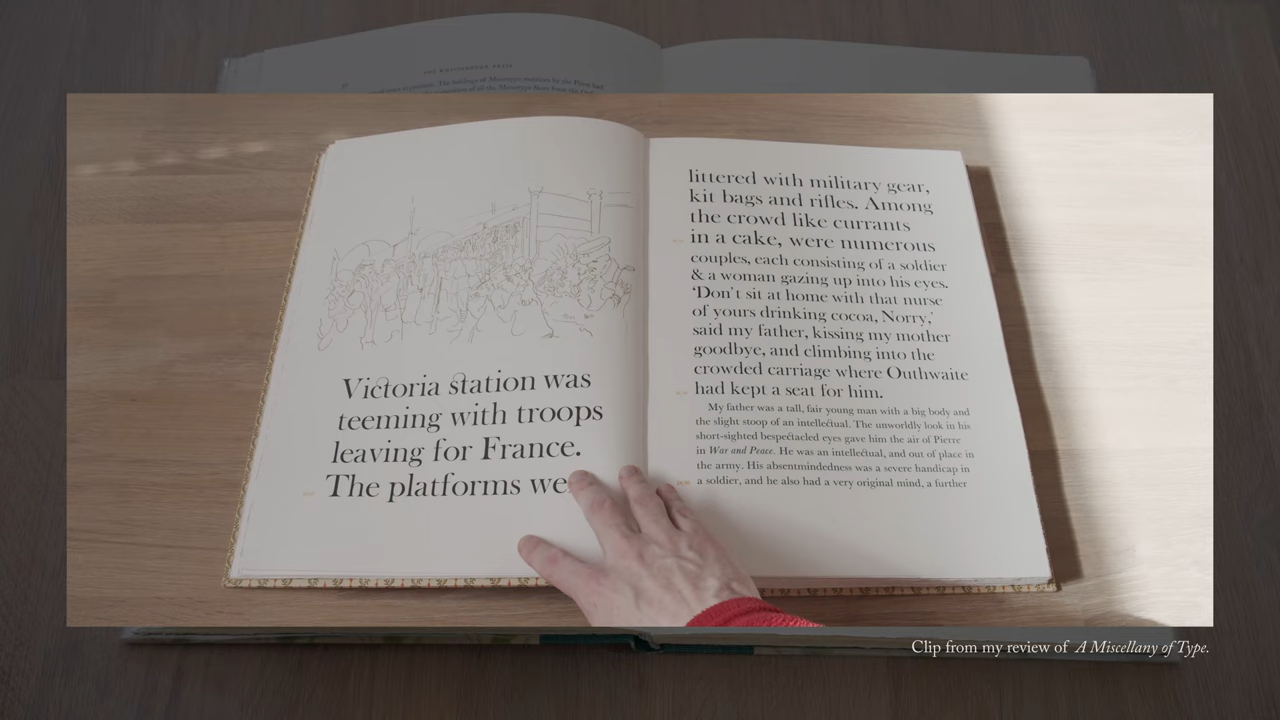 THE WHITTINGTON PRESS
Victoria station was
teeming with troops
leaving for France.
The platforms we
littered with military gear,
kit bags and rifles. Among
the crowd like currants
in a cake, were numerous
couples, each consisting of a soldier
& a woman gazing up into his eyes.
‘Don’t sit at home with that nurse
of yours drinking cocoa, Norry,’
said my father, kissing my mother
goodbye, and climbing into the
crowded carriage where Outhwaite
had kept a seat for him.
My father was a tall, fair young man with a big body and
the slight stoop of an intellectual. The unworldly look in his
short-sighted bespectacled eyes gave him the air of Pierre
in War and Peace. He was an intellectual, and out of place in
the army. His absentmindedness was a severe handicap in
a soldier, and he also had a very original mind, a further
Clip from my review of A Miscellany of Type.